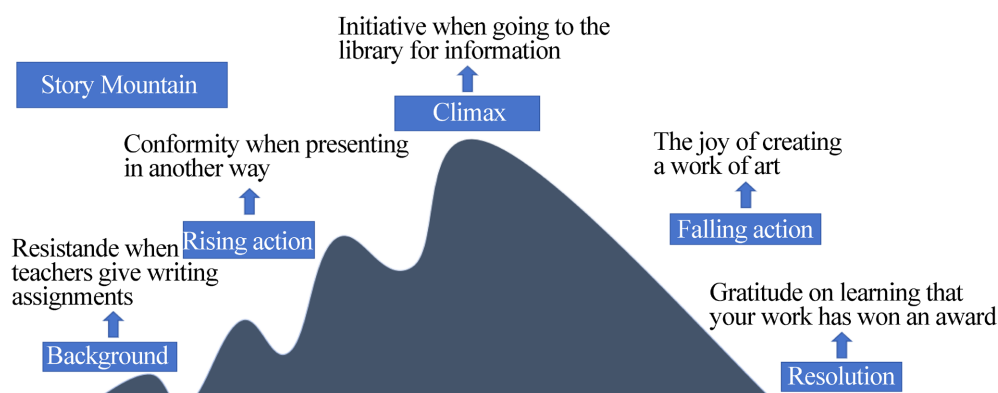 Story Mountain
Initiative when going to the
library for information
Climax
Conformity when presenting
in another way
Rising action
The joy of creating
a work of art
Falling action
Resistande when
teachers give writing
assignments
Background
Gratitude on learning that
your work has won an award
Resolution